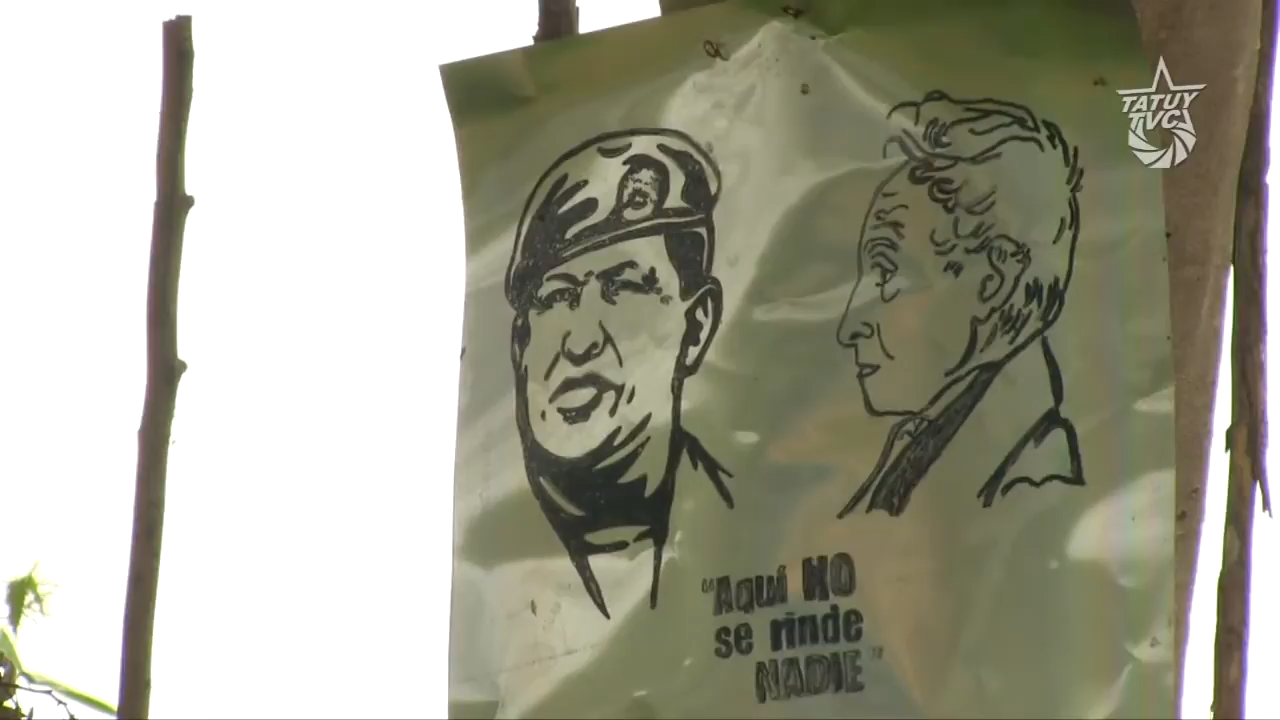 TATUY
TVC
"Aquí NO
se rinde
NADIE"